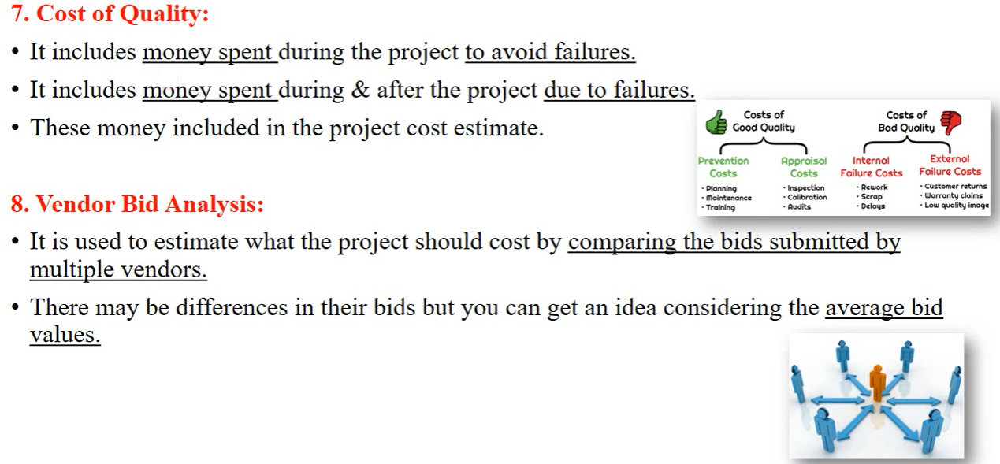 7. Cost of Quality:
• It includes money spent during the project to avoid failures.
• It includes money spent during & after the project due to failures.
• These money included in the project cost estimate.
Costs of
Good Quality
Costs of
Bad Quality
Prevention
Costs
• Planning
• Maintenance
• Training
Appraisal
Costs
• Inspection
• Calibration
• Audits
Internal
Failure Costs
• Rework
• Scrap
• Delays
External
Failure Costs
• Customer returns
• Warranty claims
• Low quality image
8. Vendor Bid Analysis:
• It is used to estimate what the project should cost by comparing the bids submitted by
multiple vendors.
• There may be differences in their bids but you can get an idea considering the average bid
values.